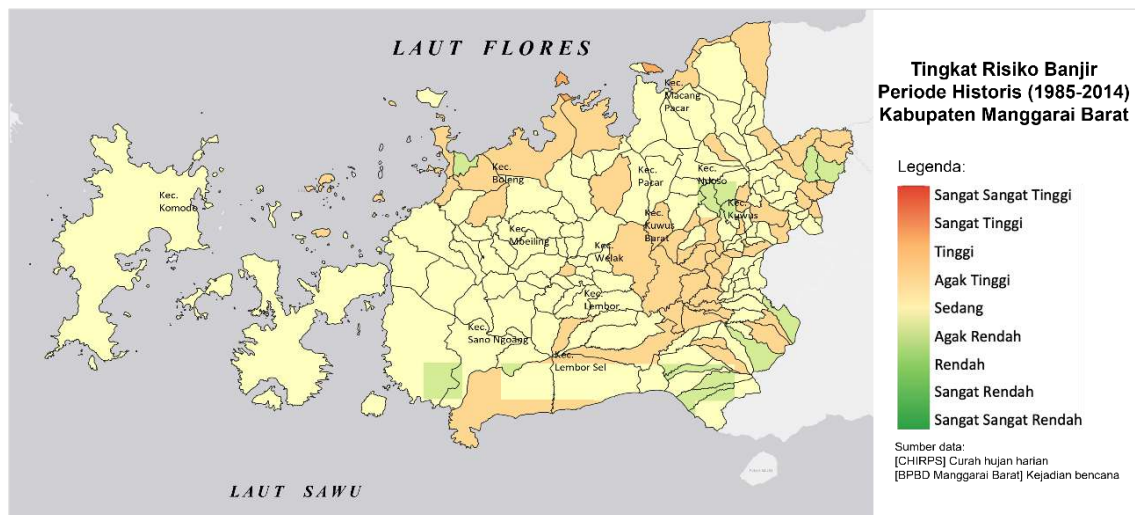 LAUT FLORES
Kec.
Macang
Pacar
Kec.
Boleng
Kec.
Komodo
Kec.
Pacar
Kec.
Ndoso
Kec.
Kuwus
Kec.
Kuwus
Barat
Kec.
Mbeiling
Kec.
Welak
Kec.
Lembor
Kec.
Sano Ngoang
Kec.
Lembor Sel
LAUT SAWU
Tingkat Risiko Banjir
Periode Historis (1985-2014)
Kabupaten Manggarai Barat
Legenda:
Sangat Sangat Tinggi
Sangat Tinggi
Tinggi
Agak Tinggi
Sedang
Agak Rendah
Rendah
Sangat Rendah
Sangat Sangat Rendah
Sumber data:
[CHIRPS] Curah hujan harian
[BPBD Manggarai Barat] Kejadian bencana